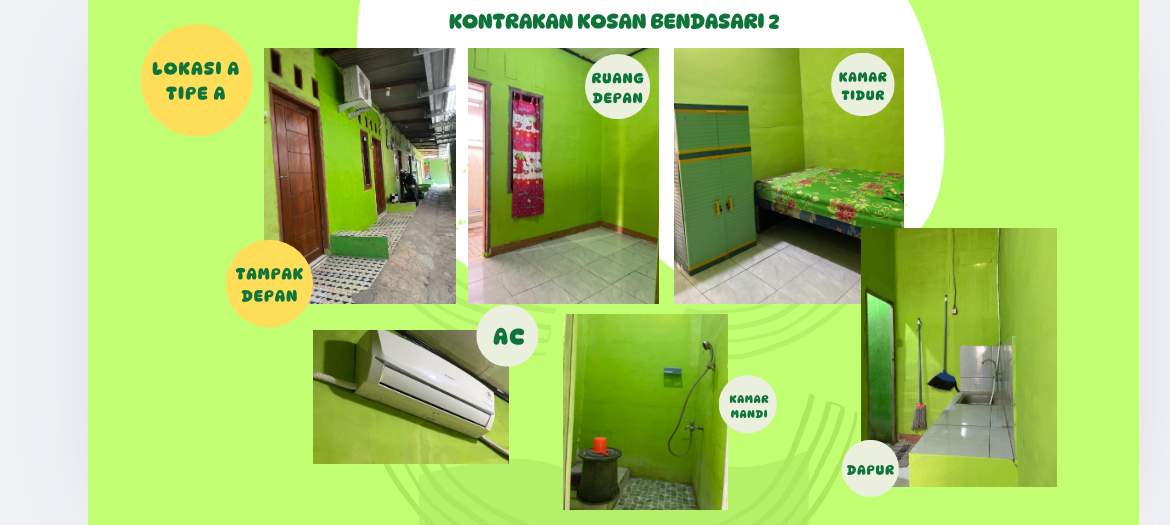 KONTRAKAN KOSAN BENDASARI 2
LOKASI A
TIPE A
TAMPAK
DEPAN
RUANG
DEPAN
KAMAR
TIDUR
AC
KAMAR
MANDI
DAPUR